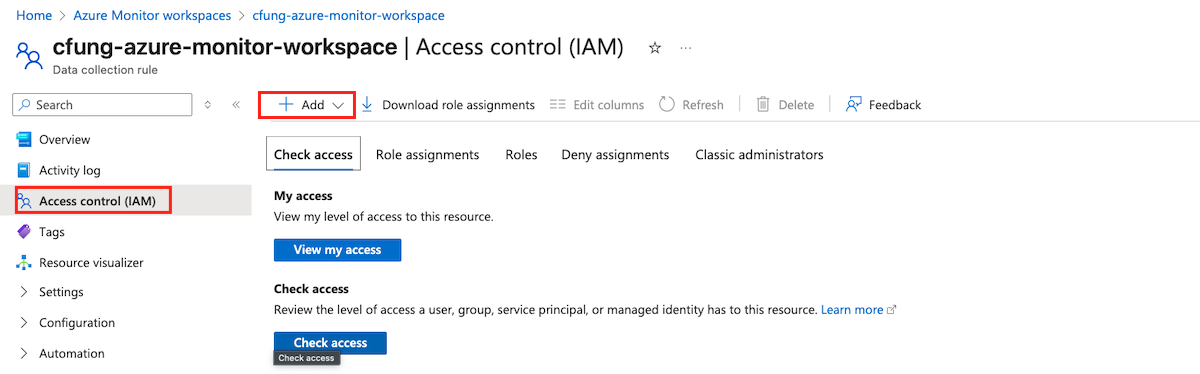 Home > Azure Monitor workspaces > cfung-azure-monitor-workspace
cfung-azure-monitor-workspace | Access control (IAM) ☆ ...
Data collection rule
Search
Add Download role assignments Edit columns Refresh Delete Feedback
Overview
Activity log
Access control (IAM)
Tags
Resource visualizer
Settings
Configuration
Automation
Check access Role assignments Roles Deny assignments Classic administrators
My access
View my level of access to this resource.
View my access
Check access
Review the level of access a user, group, service principal, or managed identity has to this resource. Learn more
Check access
Check access